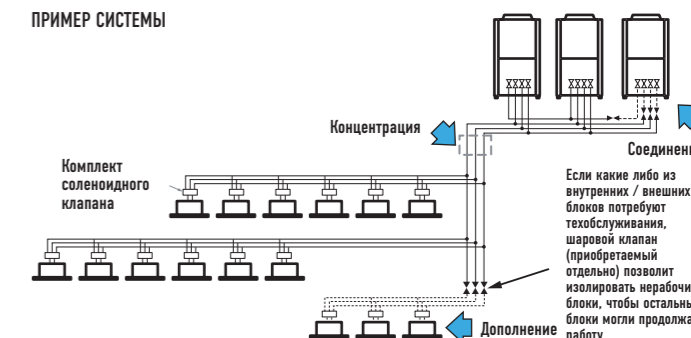 ПРИМЕР СИСТЕМЫ
Концентрация
Комплект
соленоидного
клапана
Соединени
Если какие либо из
внутренних / внешних
блоков потребуют
техобслуживания,
шаровой клапан
(приобретаемый
отдельно) позволит
изолировать нерабочи
блоки, чтобы остальны
блоки могли продолжа
работу
Дополнение